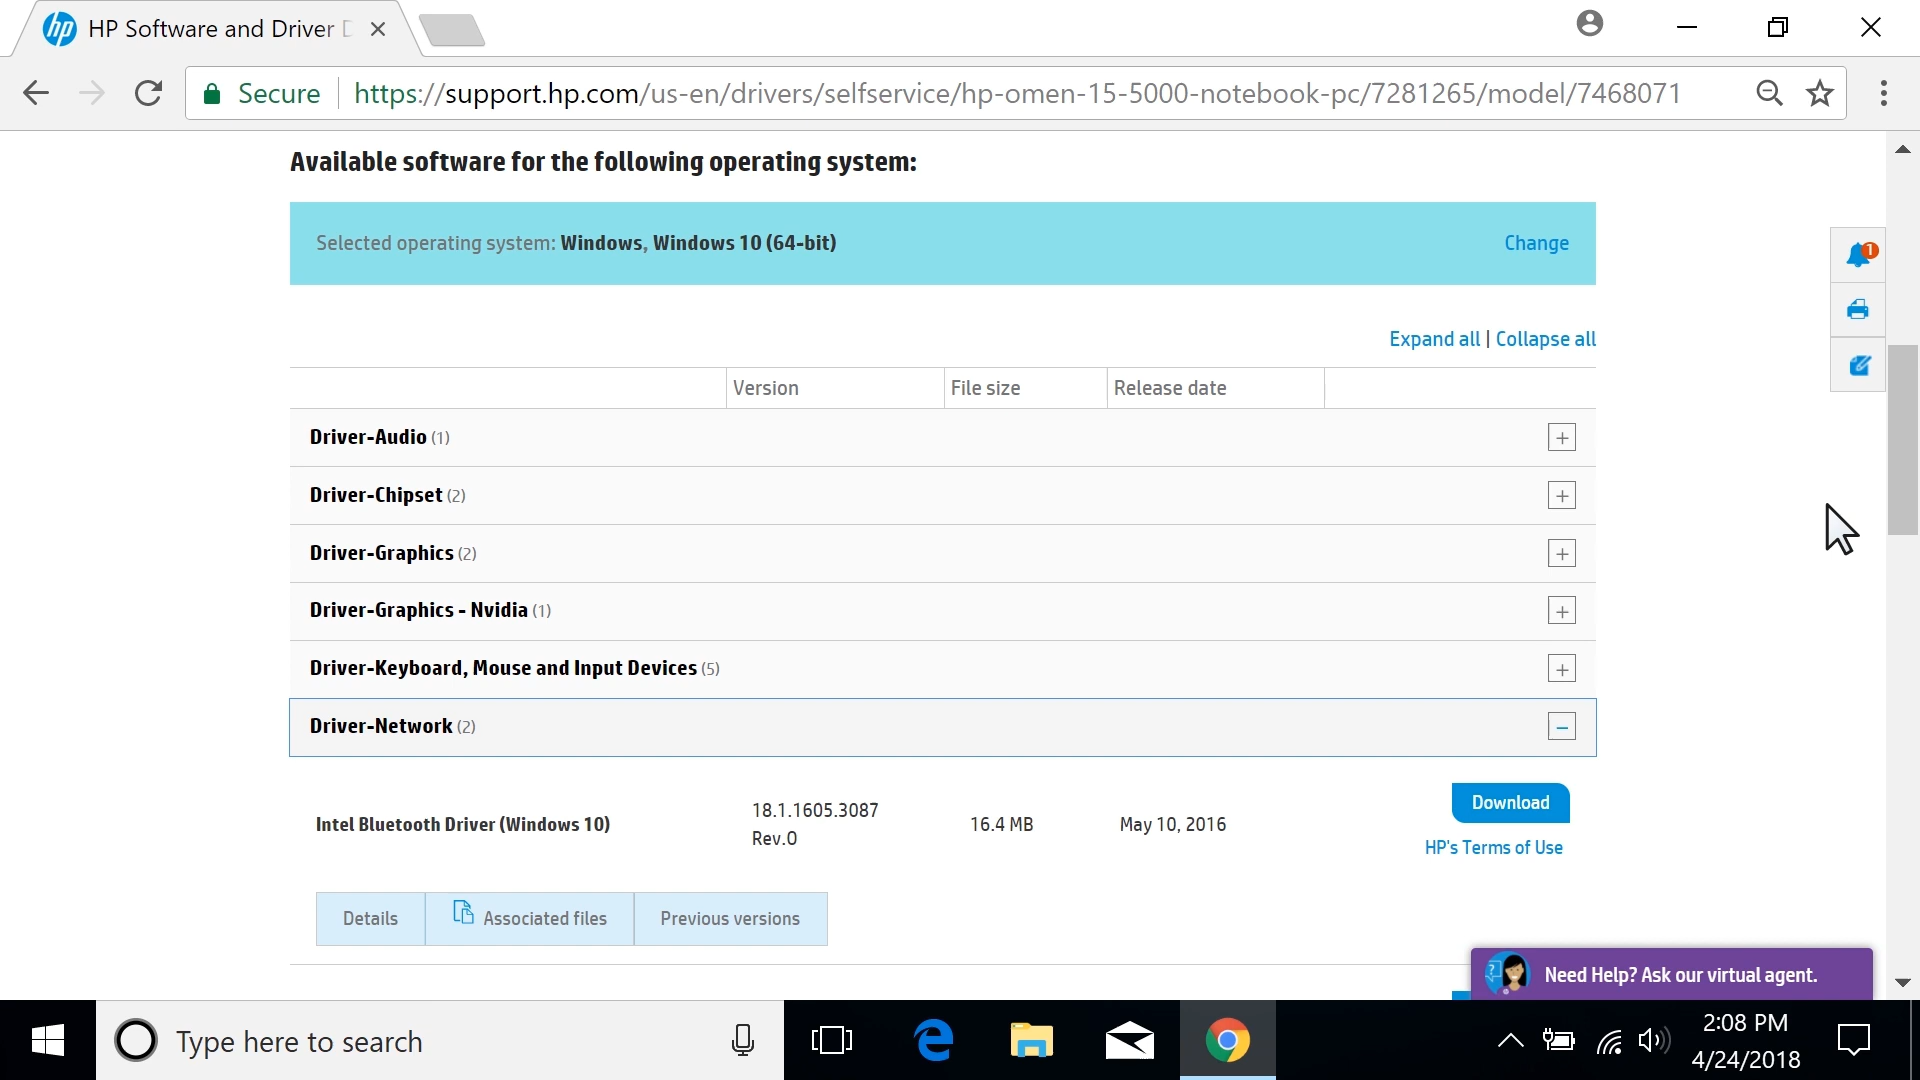 HP Software and Driver D
Secure
https://support.hp.com/us-en/drivers/selfservice/hp-omen-15-5000-notebook-pc/7281265/model/7468071
Available software for the following operating system:
Selected operating system: Windows, Windows 10 (64-bit)
Change
1
Expand all | Collapse all
Version
File size
Release date
Driver-Audio (1)
Driver-Chipset (2)
Driver-Graphics (2)
Driver-Graphics - Nvidia (1)
Driver-Keyboard, Mouse and Input Devices (5)
Driver-Network (2)
Intel Bluetooth Driver (Windows 10)
18.1.1605.3087
Rev.0
16.4 MB
May 10, 2016
Download
HP's Terms of Use
Details
Associated files
Previous versions
Need Help? Ask our virtual agent.
Type here to search
2:08 PM
4/24/2018